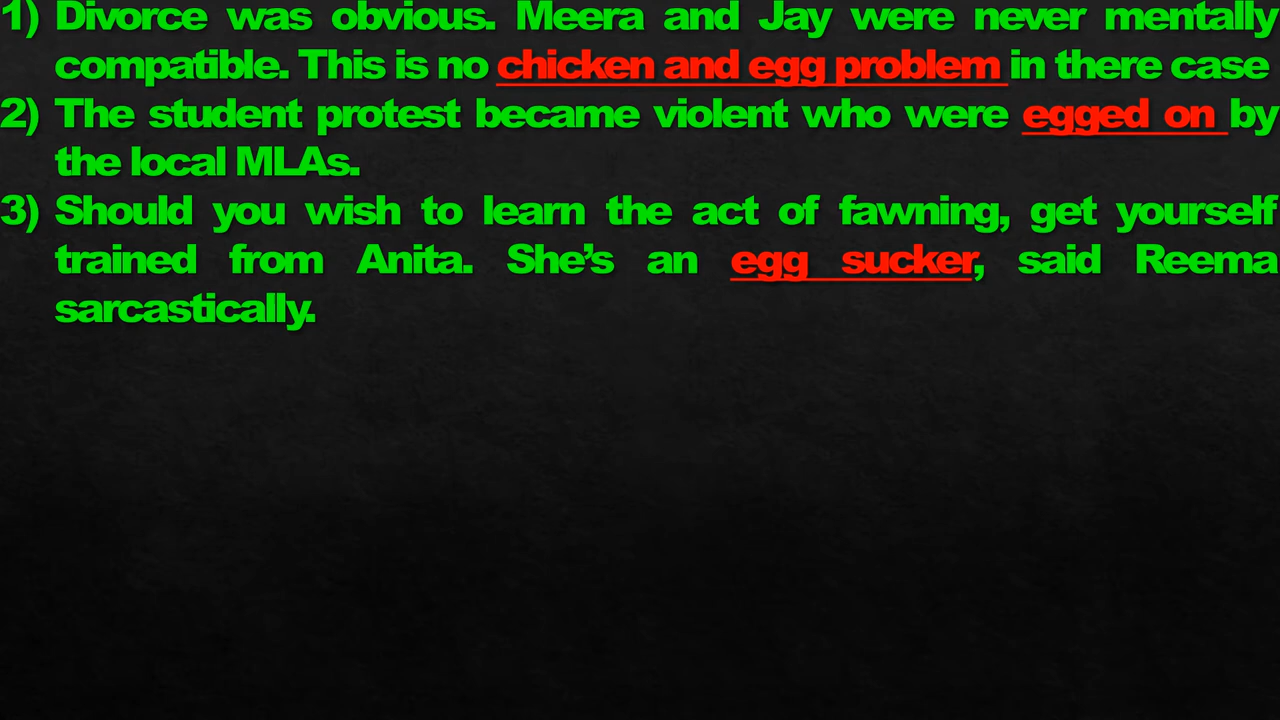 1) Divorce was obvious. Meera and Jay were never mentally
compatible. This is no chicken and egg problem in there case
2) The student protest became violent who were egged on by
the local MLAs.
3) Should you wish to learn the act of fawning, get yourself
trained from Anita. She’s an egg sucker, said Reema
sarcastically.